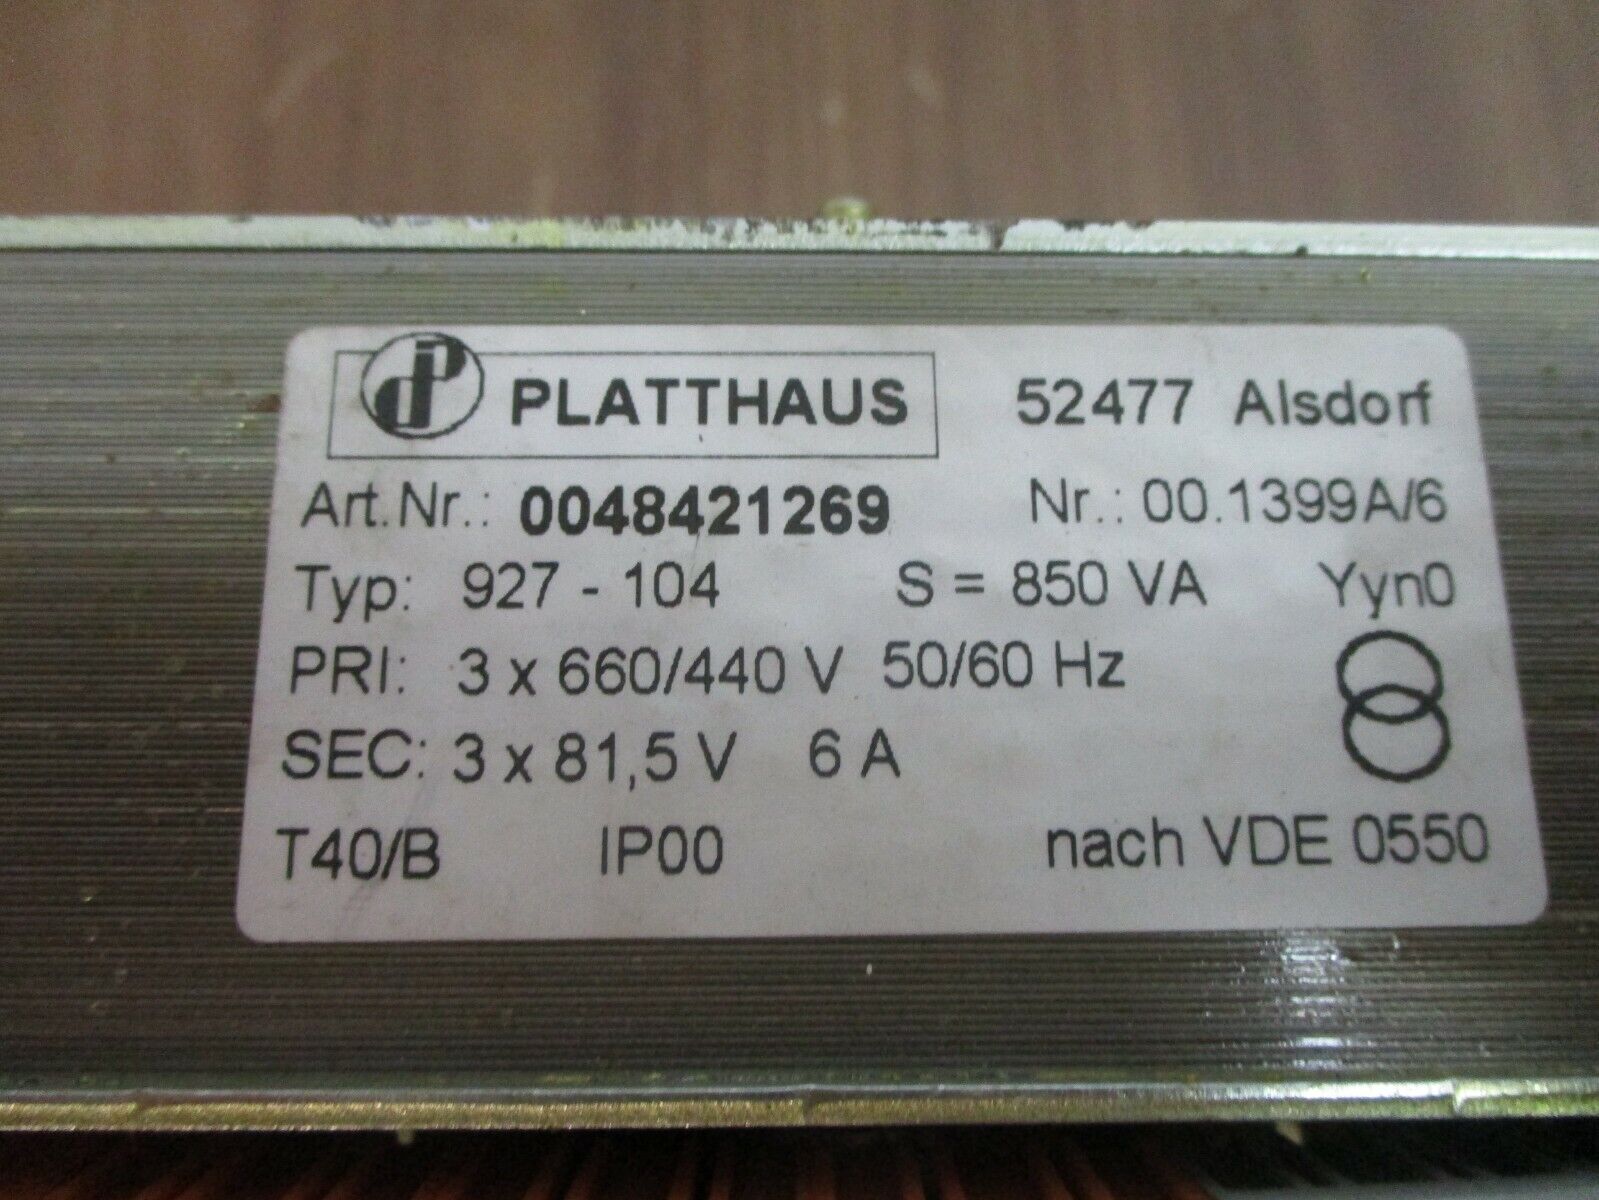 PLATTHAUS 52477 Alsdorf
Art.Nr.: 0048421269 Nr.: 00.1399A/6
Typ: 927 - 104 S = 850 VA Yyn0
PRI: 3 x 660/440 V 50/60 Hz
SEC: 3 x 81,5 V 6 A
T40/B IP00 nach VDE 0550